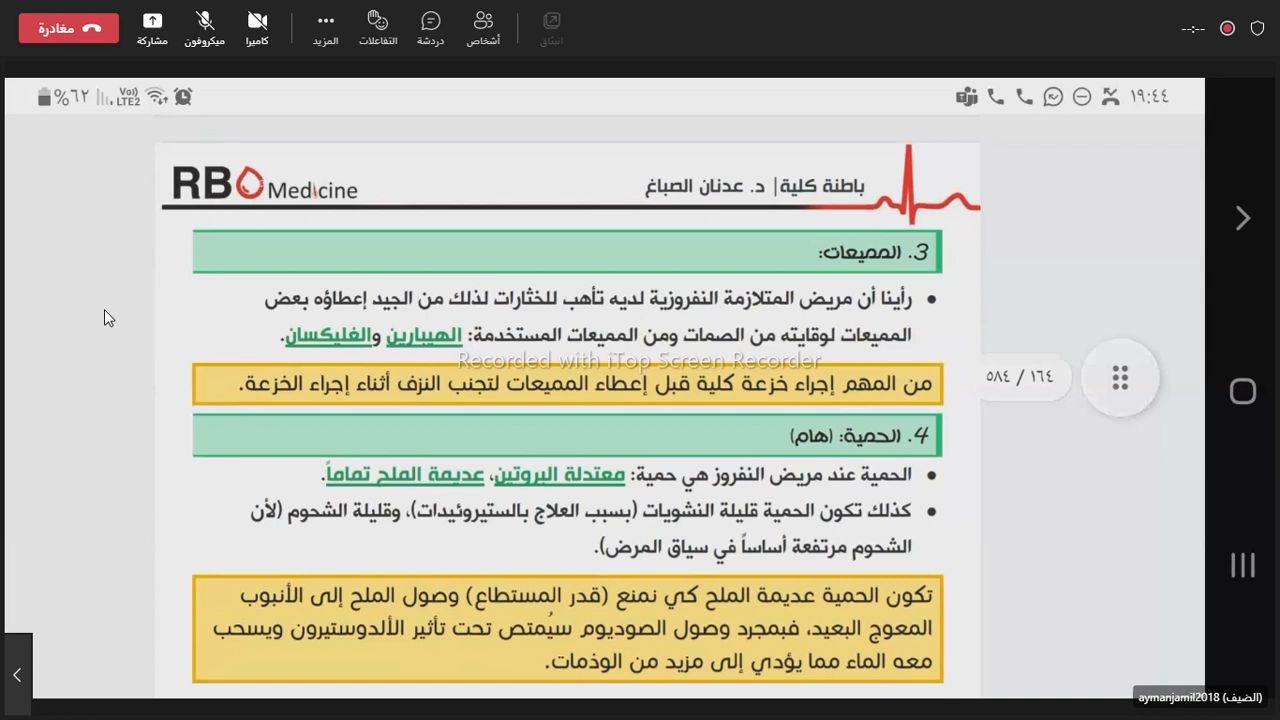 مغادرة
مشاركة
ميكروفون
كاميرا
المزيد
التفاعلات
دردشة
أشخاص
انبثاق
--:--
%٦٢
Vo)) LTE2
١٩:٤٤
RB Medicine
باطنة كلية| د. عدنان الصباغ
3. المميعات:
• رأينا أن مريض المتلازمة النفروزية لديه تأهب للخثارات لذلك من الجيد إعطاؤه بعض
المميعات لوقايته من الصمات ومن المميعات المستخدمة: الهيبارين والغليكسان.
Recorded with iTop Screen Recorder
من المهم إجراء خزعة كلية قبل إعطاء المميعات لتجنب النزف أثناء إجراء الخزعة.
١٦٤ / ٥٨٤
4. الحمية: (هام)
• الحمية عند مريض النفروز هي حمية: معتدلة البروتين، عديمة الملح تماماً.
• كذلك تكون الحمية قليلة النشويات (بسبب العلاج بالستيروئيدات)، وقليلة الشحوم (لأن
الشحوم مرتفعة أساساً في سياق المرض).
تكون الحمية عديمة الملح كي نمنع (قدر المستطاع) وصول الملح إلى الأنبوب
المعوج البعيد، فبمجرد وصول الصوديوم سيُمتص تحت تأثير الألدوستيرون ويسحب
معه الماء مما يؤدي إلى مزيد من الوذمات.
aymanjamil2018 (الضيف)